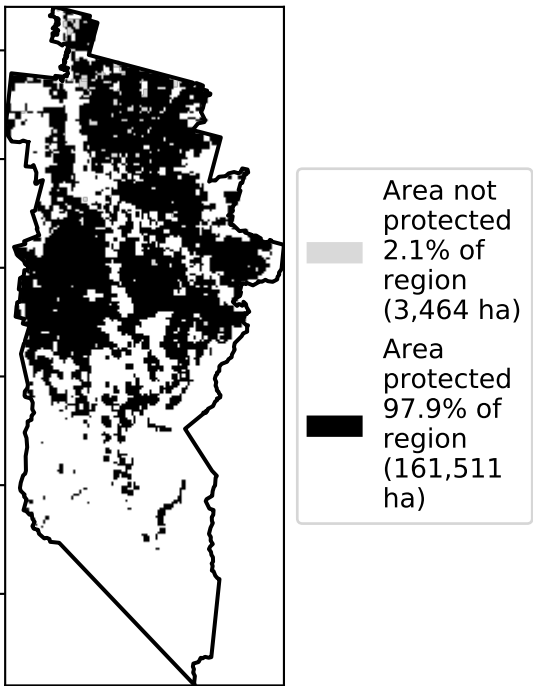 Area not
protected
2.1% of
region
(3,464 ha)
Area
protected
97.9% of
region
(161,511
ha)